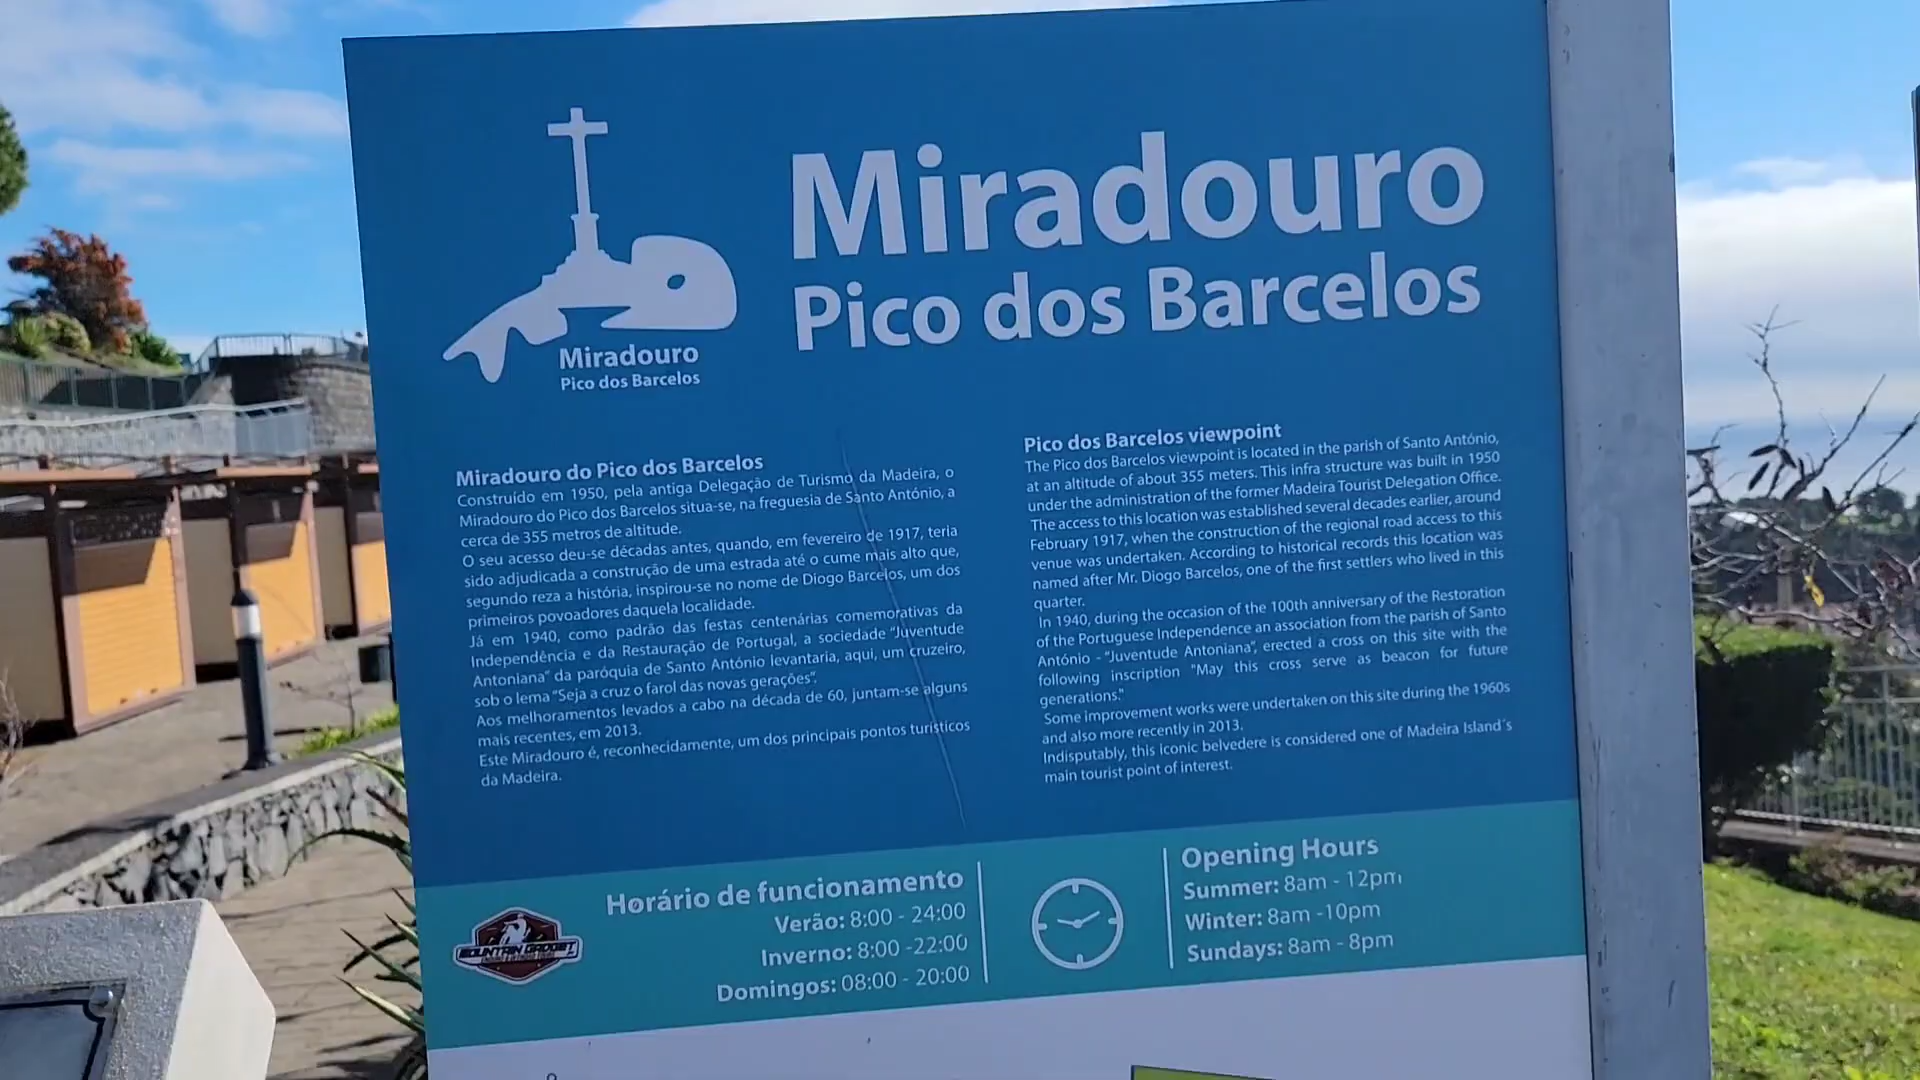 Miradouro
Pico dos Barcelos
Miradouro
Pico dos Barcelos
Miradouro do Pico dos Barcelos
Construído em 1950, pela antiga Delegação de Turismo da Madeira, o
Miradouro do Pico dos Barcelos situa-se, na freguesia de Santo António, a
cerca de 355 metros de altitude.
O seu acesso deu-se décadas antes, quando, em fevereiro de 1917, teria
sido adjudicada a construção de uma estrada até o cume mais alto que,
segundo reza a história, inspirou-se no nome de Diogo Barcelos, um dos
primeiros povoadores daquela localidade.
Já em 1940, como padrão das festas centenárias comemorativas da
Independência e da Restauração de Portugal, a sociedade "Juventude
Antoniana" da paróquia de Santo António levantaria, aqui, um cruzeiro,
sob o lema "Seja a cruz o farol das novas gerações".
Aos melhoramentos levados a cabo na década de 60, juntam-se alguns
mais recentes, em 2013.
Este Miradouro é, reconhecidamente, um dos principais pontos turísticos
da Madeira.
Pico dos Barcelos viewpoint
The Pico dos Barcelos viewpoint is located in the parish of Santo António,
at an altitude of about 355 meters. This infra structure was built in 1950
under the administration of the former Madeira Tourist Delegation Office.
The access to this location was established several decades earlier, around
February 1917, when the construction of the regional road access to this
venue was undertaken. According to historical records this location was
named after Mr. Diogo Barcelos, one of the first settlers who lived in this
quarter.
In 1940, during the occasion of the 100th anniversary of the Restoration
of the Portuguese Independence an association from the parish of Santo
António - "Juventude Antoniana", erected a cross on this site with the
following inscription "May this cross serve as beacon for future
generations."
Some improvement works were undertaken on this site during the 1960s
and also more recently in 2013.
Indisputably, this iconic belvedere is considered one of Madeira Island´s
main tourist point of interest.
Horário de funcionamento
Verão: 8:00 - 24:00
Inverno: 8:00 -22:00
Domingos: 08:00 - 20:00
Opening Hours
Summer: 8am - 12pm
Winter: 8am -10pm
Sundays: 8am - 8pm
MOUNTAIN GADGET